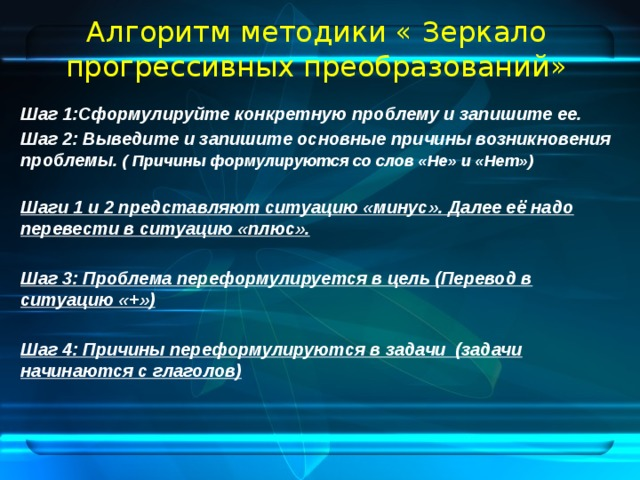 Алгоритм методики « Зеркало
прогрессивных преобразований»
Шаг 1:Сформулируйте конкретную проблему и запишите ее.
Шаг 2: Выведите и запишите основные причины возникновения
проблемы. ( Причины формулируются со слов «Не» и «Нет»)
Шаги 1 и 2 представляют ситуацию «минус». Далее её надо
перевести в ситуацию «плюс».
Шаг 3: Проблема переформулируется в цель (Перевод в
ситуацию «+»)
Шаг 4: Причины переформулируются в задачи (задачи
начинаются с глаголов)